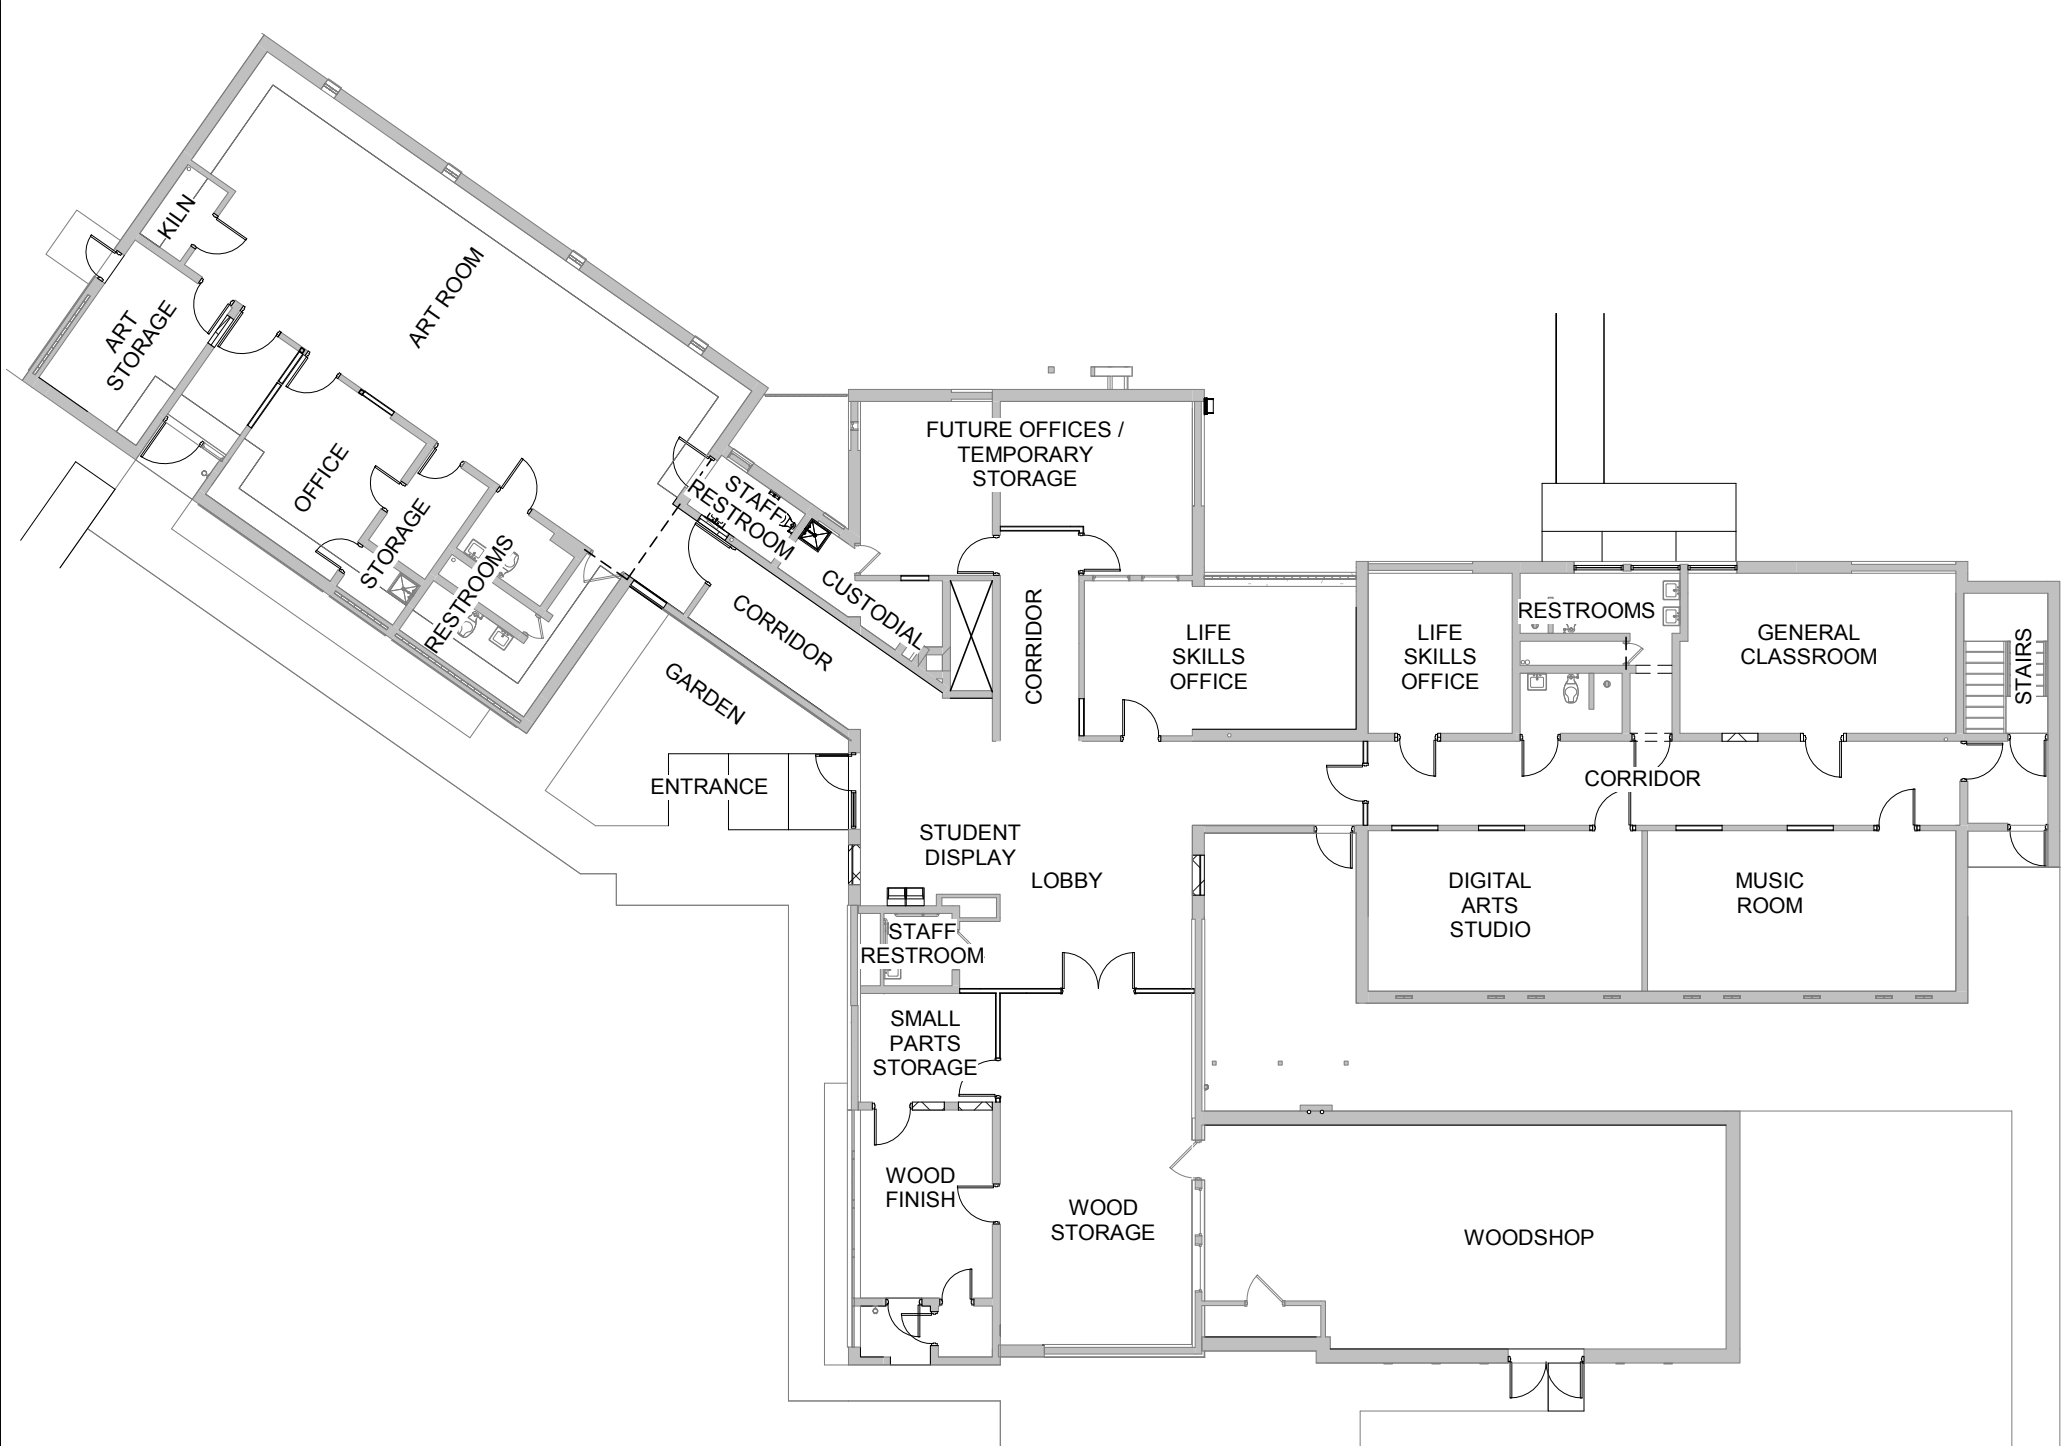 KILN
ART ROOM
ART
STORAGE
OFFICE
STORAGE
RESTROOMS
STAFF
RESTROOM
CUSTODIAL
CORRIDOR
GARDEN
ENTRANCE
FUTURE OFFICES /
TEMPORARY
STORAGE
CORRIDOR
LIFE
SKILLS
OFFICE
LIFE
SKILLS
OFFICE
RESTROOMS
GENERAL
CLASSROOM
STAIRS
CORRIDOR
STUDENT
DISPLAY
LOBBY
DIGITAL
ARTS
STUDIO
MUSIC
ROOM
STAFF
RESTROOM
SMALL
PARTS
STORAGE
WOOD
FINISH
WOOD
STORAGE
WOODSHOP